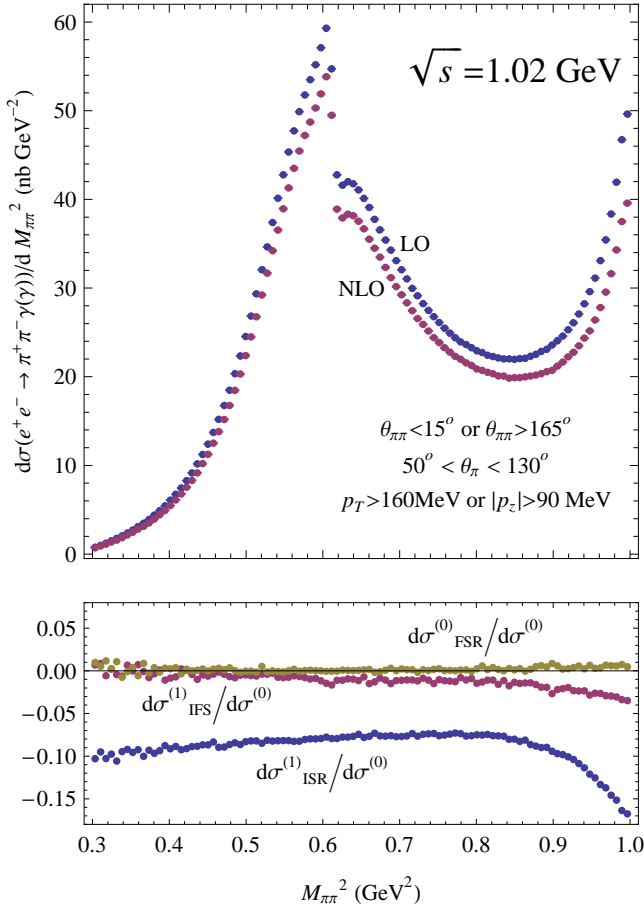 60
50
40
30
20
10
0
dσ(e⁺e⁻ → π⁺π⁻γ(γ))/d M_ππ² (nb GeV⁻²)
√s =1.02 GeV
LO
NLO
θ_ππ<15° or θ_ππ>165°
50° < θ_π < 130°
p_T>160MeV or |p_z|>90 MeV
0.05
0.00
−0.05
−0.10
−0.15
dσ⁽⁰⁾_FSR/dσ⁽⁰⁾
dσ⁽¹⁾_IFS/dσ⁽⁰⁾
dσ⁽¹⁾_ISR/dσ⁽⁰⁾
0.3 0.4 0.5 0.6 0.7 0.8 0.9 1.0
M_ππ² (GeV²)